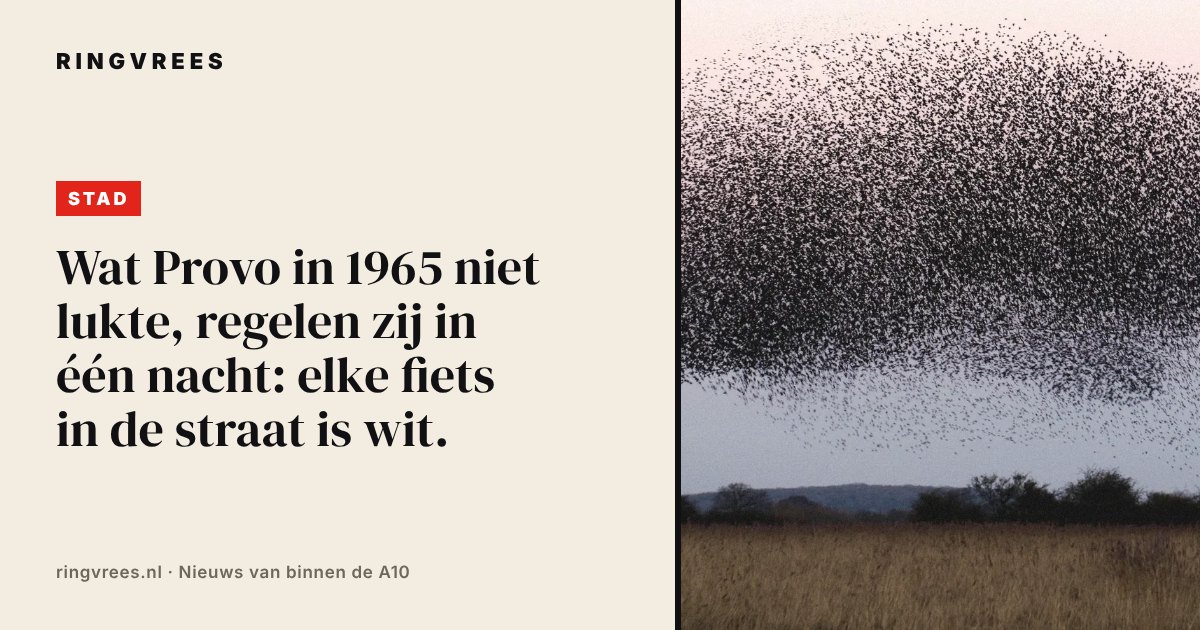 RINGVREES
STAD
Wat Provo in 1965 niet
lukte, regelen zij in
één nacht: elke fiets
in de straat is wit.
ringvrees.nl · Nieuws van binnen de A10